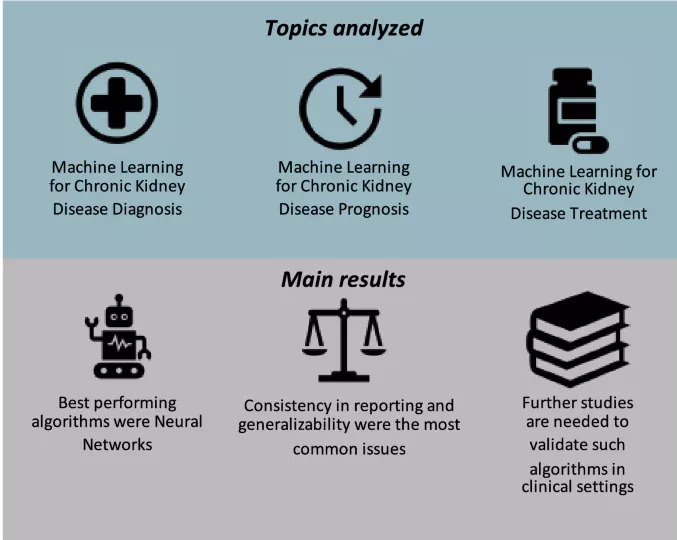 Topics analyzed
Machine Learning
for Chronic Kidney
Disease Diagnosis
Machine Learning
for Chronic Kidney
Disease Prognosis
Machine Learning for
Chronic Kidney
Disease Treatment
Main results
Best performing
algorithms were Neural
Networks
Consistency in reporting and
generalizability were the most
common issues
Further studies
are needed to
validate such
algorithms in
clinical settings